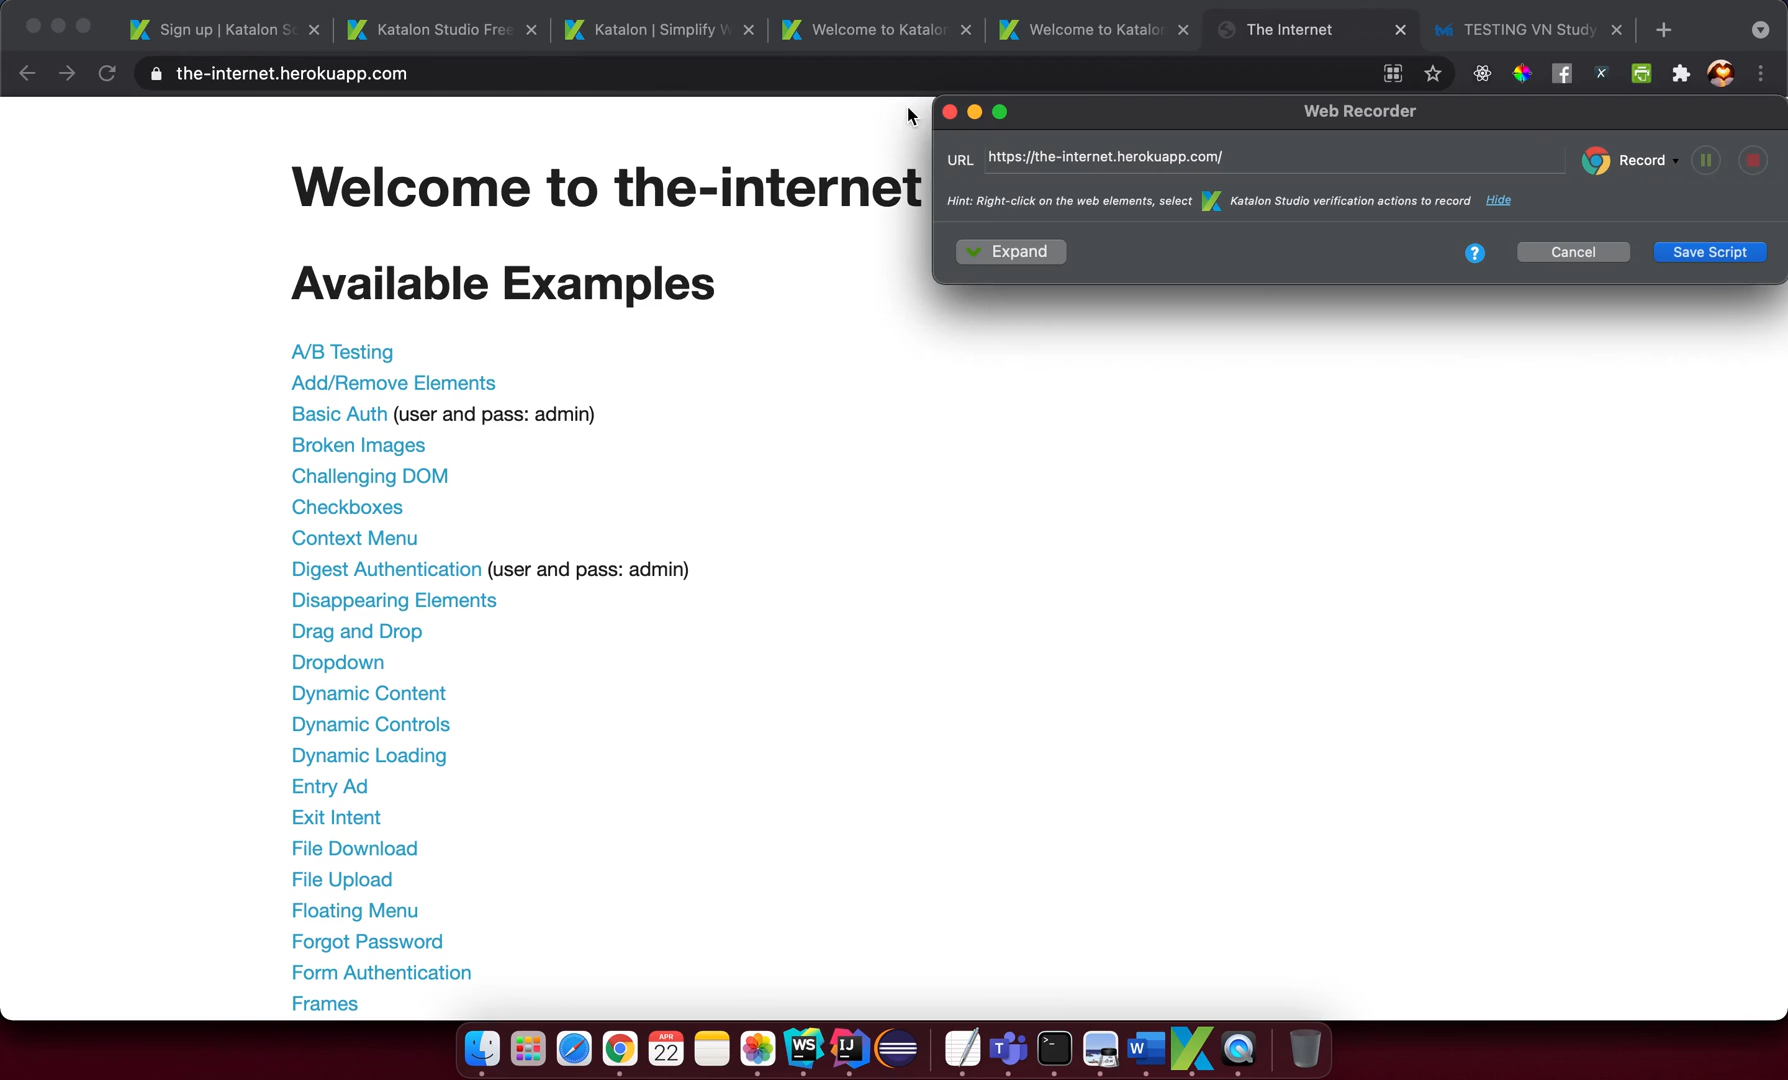 Sign up | Katalon Sc
Katalon Studio Free
Katalon | Simplify W
Welcome to Katalon
Welcome to Katalon
The Internet
TESTING VN Study
the-internet.herokuapp.com
Web Recorder
URL
https://the-internet.herokuapp.com/
Record
Hint: Right-click on the web elements, select
Katalon Studio verification actions to record
Hide
Expand
?
Cancel
Save Script
Welcome to the-internet
Available Examples
A/B Testing
Add/Remove Elements
Basic Auth (user and pass: admin)
Broken Images
Challenging DOM
Checkboxes
Context Menu
Digest Authentication (user and pass: admin)
Disappearing Elements
Drag and Drop
Dropdown
Dynamic Content
Dynamic Controls
Dynamic Loading
Entry Ad
Exit Intent
File Download
File Upload
Floating Menu
Forgot Password
Form Authentication
Frames
APR
22
WS
IJ
T
>_
W